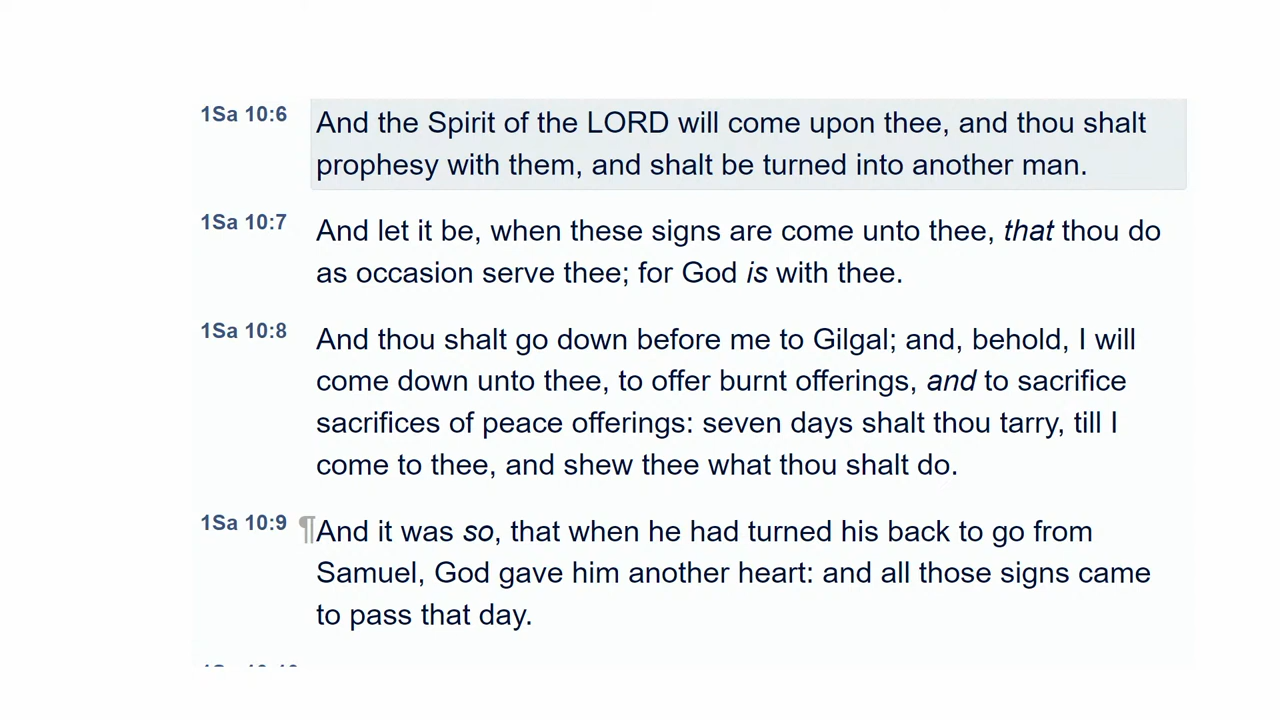 1Sa 10:6 And the Spirit of the LORD will come upon thee, and thou shalt
prophesy with them, and shalt be turned into another man.
1Sa 10:7 And let it be, when these signs are come unto thee, that thou do
as occasion serve thee; for God is with thee.
1Sa 10:8 And thou shalt go down before me to Gilgal; and, behold, I will
come down unto thee, to offer burnt offerings, and to sacrifice
sacrifices of peace offerings: seven days shalt thou tarry, till I
come to thee, and shew thee what thou shalt do.
1Sa 10:9 ¶And it was so, that when he had turned his back to go from
Samuel, God gave him another heart: and all those signs came
to pass that day.